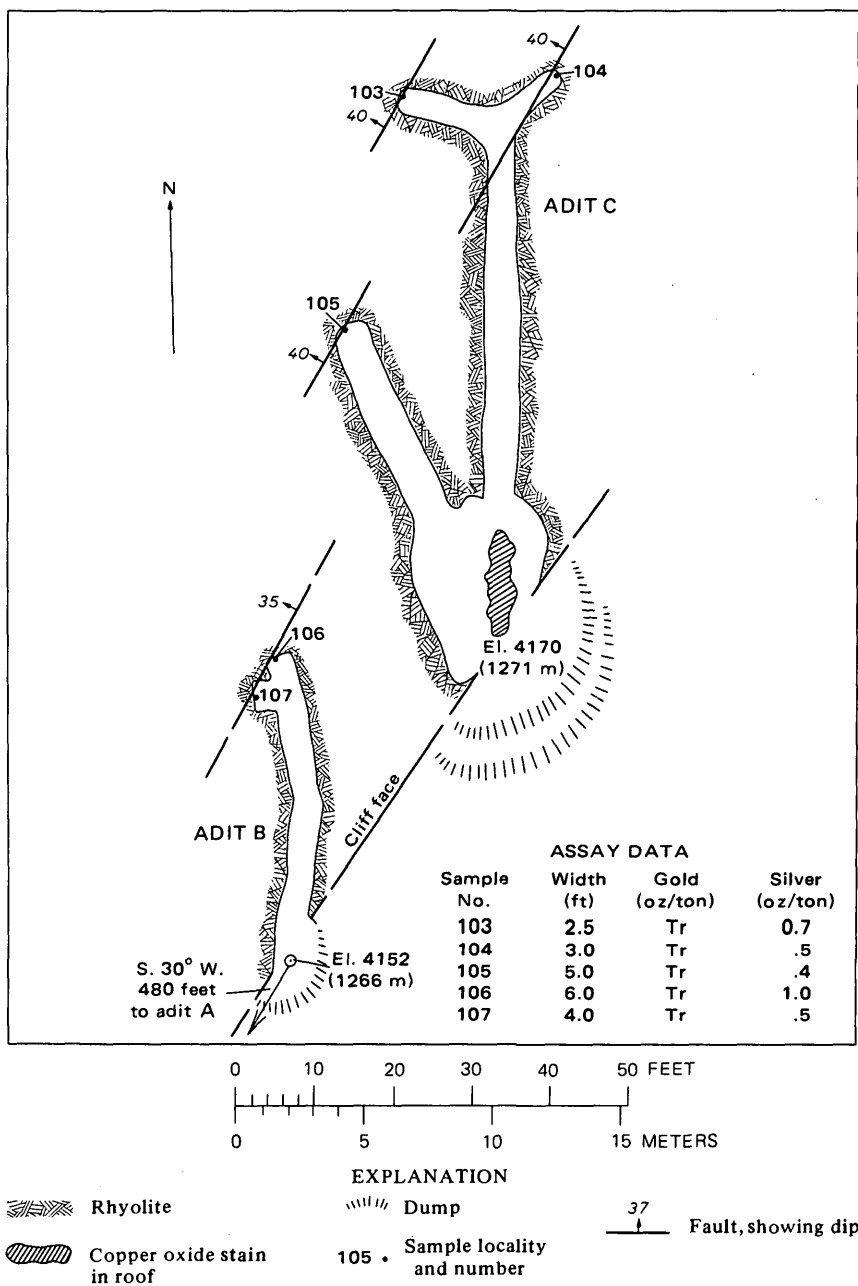 40
104
103
40
N
ADIT C
105
40
35
106
107
El. 4170
(1271 m)
Cliff face
ADIT B
S. 30° W.
480 feet
to adit A
El. 4152
(1266 m)
ASSAY DATA
Sample No. Width (ft) Gold (oz/ton) Silver (oz/ton)
103 2.5 Tr 0.7
104 3.0 Tr .5
105 5.0 Tr .4
106 6.0 Tr 1.0
107 4.0 Tr .5
0 10 20 30 40 50 FEET
0 5 10 15 METERS
EXPLANATION
Rhyolite
Dump
37
Fault, showing dip
Copper oxide stain
in roof
105
Sample locality
and number